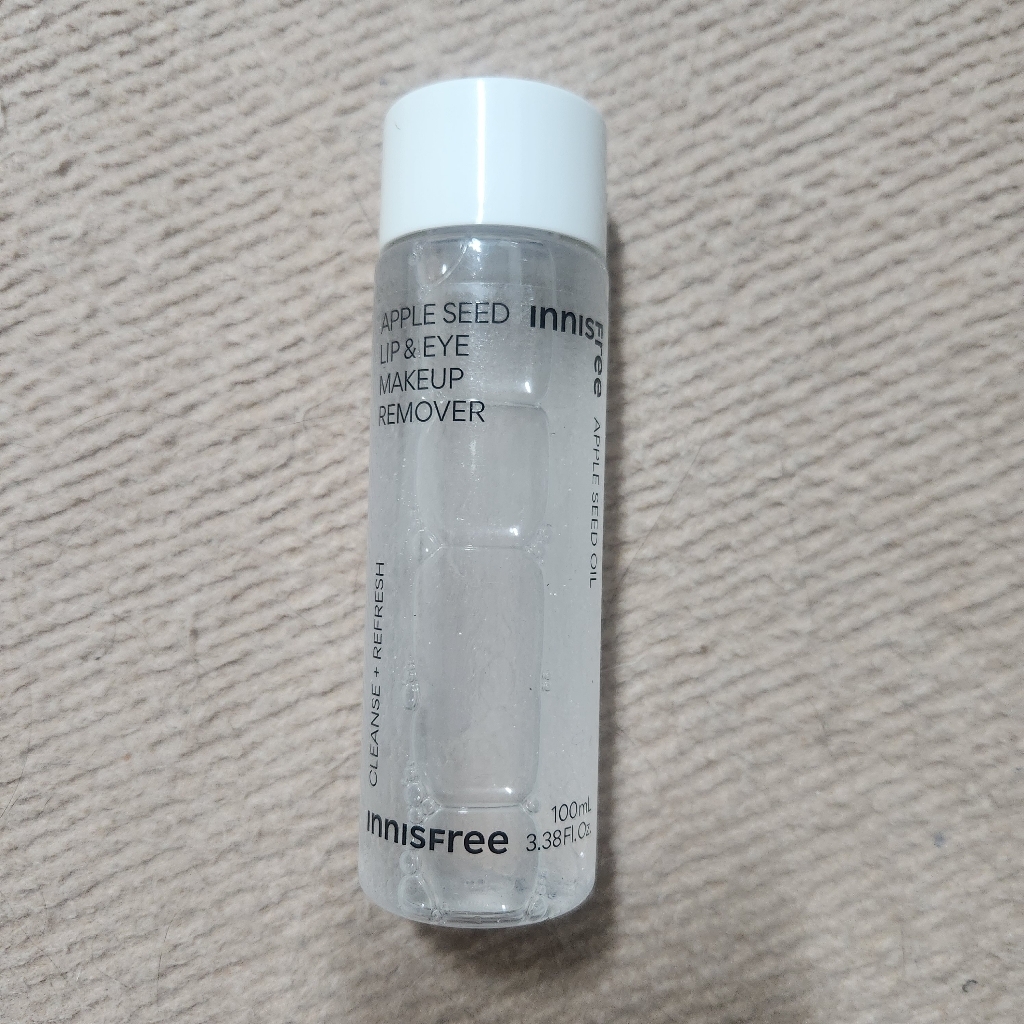 APPLE SEED
LIP & EYE
MAKEUP
REMOVER
INNISFree
APPLE SEED OIL
CLEANSE + REFRESH
INNISFree
100mL
3.38Fl.Oz.